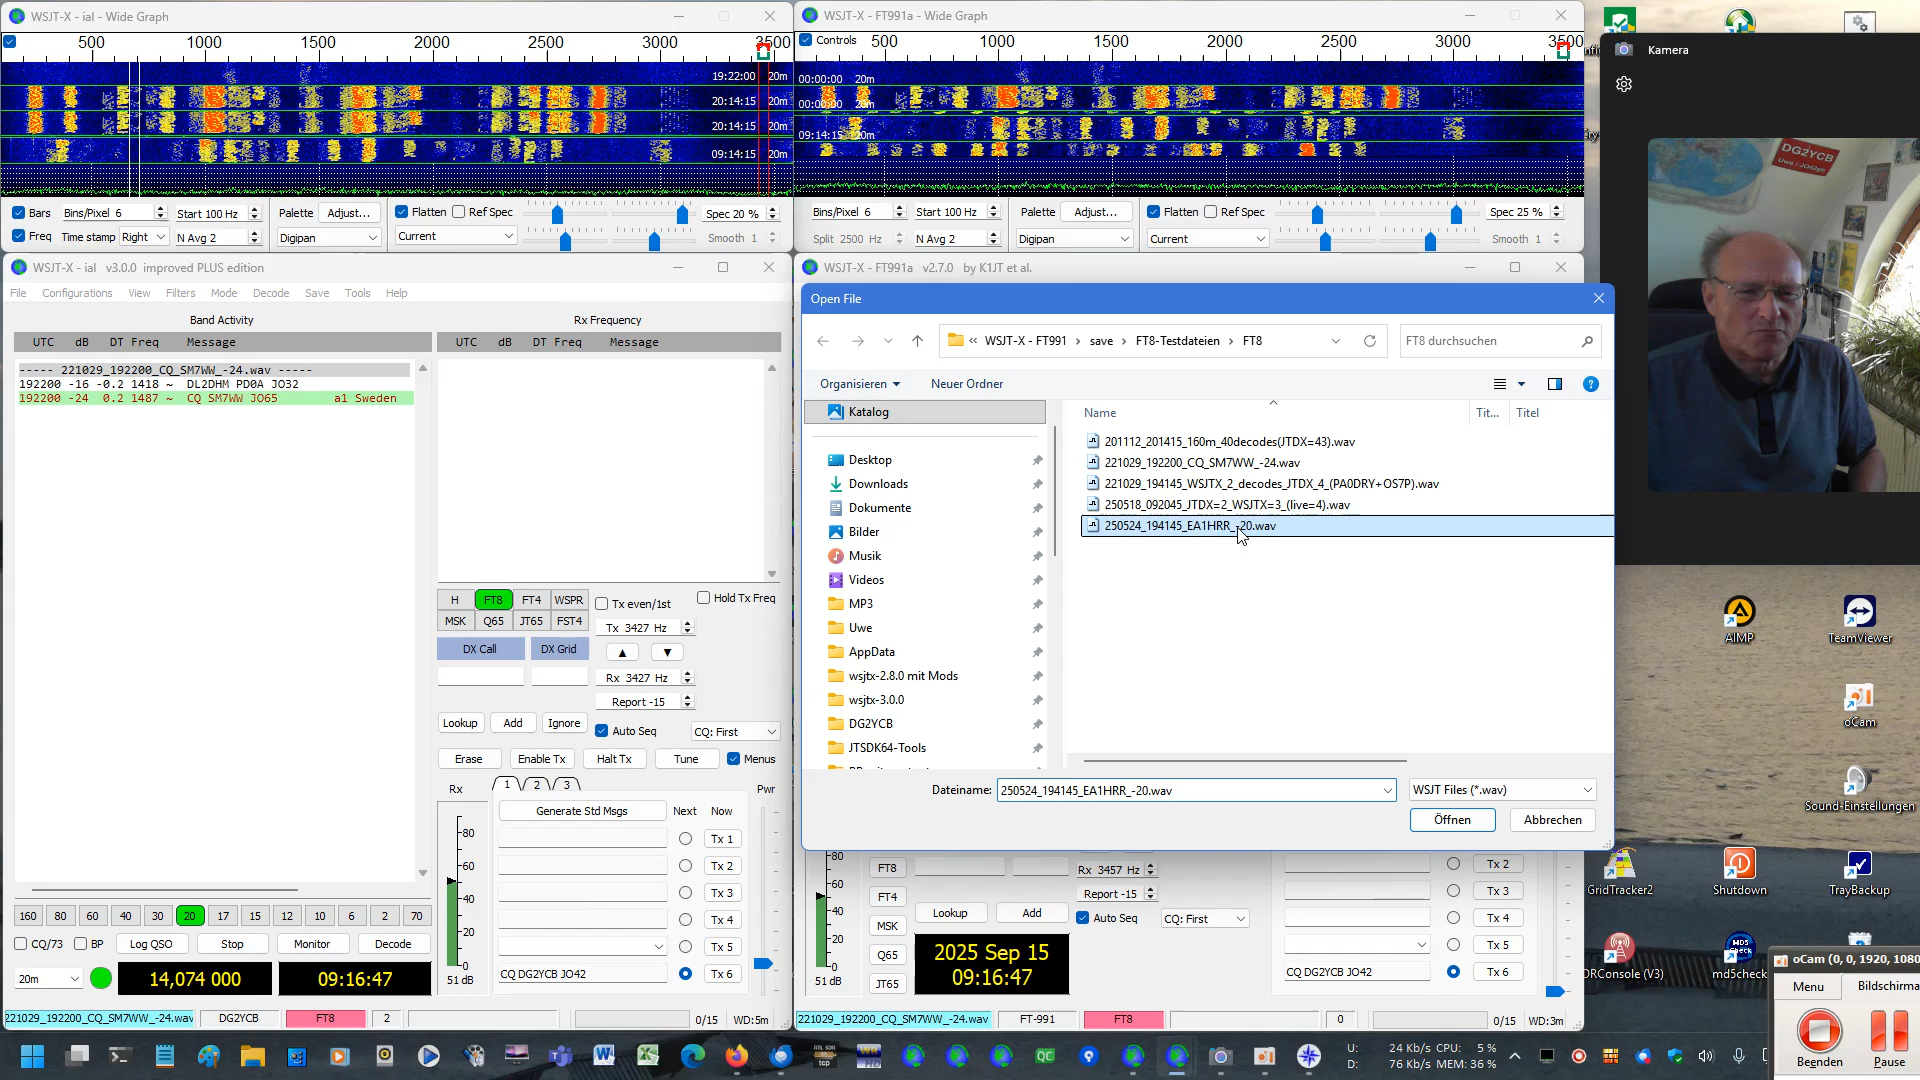 WSJT-X - ial - Wide Graph
500 1000 1500 2000 2500 3000 3500
19:22:00 20m
20:14:15 20m
20:14:15 20m
09:14:15 20m
Bars Bins/Pixel 6 Start 100 Hz Palette Adjust... Flatten Ref Spec Spec 20 %
Freq Time stamp Right N Avg 2 Digipan Current Smooth 1
WSJT-X - FT991a - Wide Graph
Controls 500 1000 1500 2000 2500 3000 3500
00:00:00 20m
00:00:00 20m
09:14:15 20m
Bins/Pixel 6 Start 100 Hz Palette Adjust... Flatten Ref Spec Spec 25 %
Split 2500 Hz N Avg 2 Digipan Current Smooth 1
WSJT-X - ial v3.0.0 improved PLUS edition
File Configurations View Filters Mode Decode Save Tools Help
Band Activity
UTC dB DT Freq Message
----- 221029_192200_CQ_SM7WW_-24.wav -----
192200 -16 -0.2 1418 ~ DL2DHM PD0A JO32
192200 -24 0.2 1487 ~ CQ SM7WW JO65 a1 Sweden
Rx Frequency
UTC dB DT Freq Message
H FT8 FT4 WSPR
MSK Q65 JT65 FST4
Tx even/1st Hold Tx Freq
Tx 3427 Hz
DX Call DX Grid
▲ ▼
Rx 3427 Hz
Report -15
Lookup Add Ignore Auto Seq CQ: First
Erase Enable Tx Halt Tx Tune Menus
Rx 1 2 3 Pwr
Generate Std Msgs Next Now
Tx 1
Tx 2
Tx 3
Tx 4
Tx 5
CQ DG2YCB JO42 Tx 6
80
60
40
20
0
51 dB
160 80 60 40 30 20 17 15 12 10 6 2 70
CQ/73 BP Log QSO Stop Monitor Decode
20m 14,074 000 09:16:47
221029_192200_CQ_SM7WW_-24.wav DG2YCB FT8 2 0/15 WD:5m
WSJT-X - FT991a v2.7.0 by K1JT et al.
Open File
« WSJT-X - FT991 › save › FT8-Testdateien › FT8
FT8 durchsuchen
Organisieren Neuer Ordner
Katalog
Desktop
Downloads
Dokumente
Bilder
Musik
Videos
MP3
Uwe
AppData
wsjtx-2.8.0 mit Mods
wsjtx-3.0.0
DG2YCB
JTSDK64-Tools
Name Tit... Titel
201112_201415_160m_40decodes(JTDX=43).wav
221029_192200_CQ_SM7WW_-24.wav
221029_194145_WSJTX_2_decodes_JTDX_4_(PA0DRY+OS7P).wav
250518_092045_JTDX=2_WSJTX=3_(live=4).wav
250524_194145_EA1HRR_-20.wav
Dateiname: 250524_194145_EA1HRR_-20.wav WSJT Files (*.wav)
Öffnen Abbrechen
80
60
40
20
0
51 dB
FT8
FT4
MSK
Q65
JT65
Rx 3457 Hz
Report -15
Lookup Add Auto Seq CQ: First
2025 Sep 15
09:16:47
Tx 2
Tx 3
Tx 4
Tx 5
CQ DG2YCB JO42 Tx 6
221029_192200_CQ_SM7WW_-24.wav FT-991 FT8 0 0/15 WD:3m
Kamera
DG2YCB
Uwe / JO42gh
AIMP
TeamViewer
oCam
Sound-Einstellungen
GridTracker2
Shutdown
TrayBackup
DRConsole (V3)
md5check
oCam (0, 0, 1920, 1080
Menu Bildschirma
Beenden Pause
U: 24 Kb/s CPU: 5 %
D: 76 Kb/s MEM: 36 %